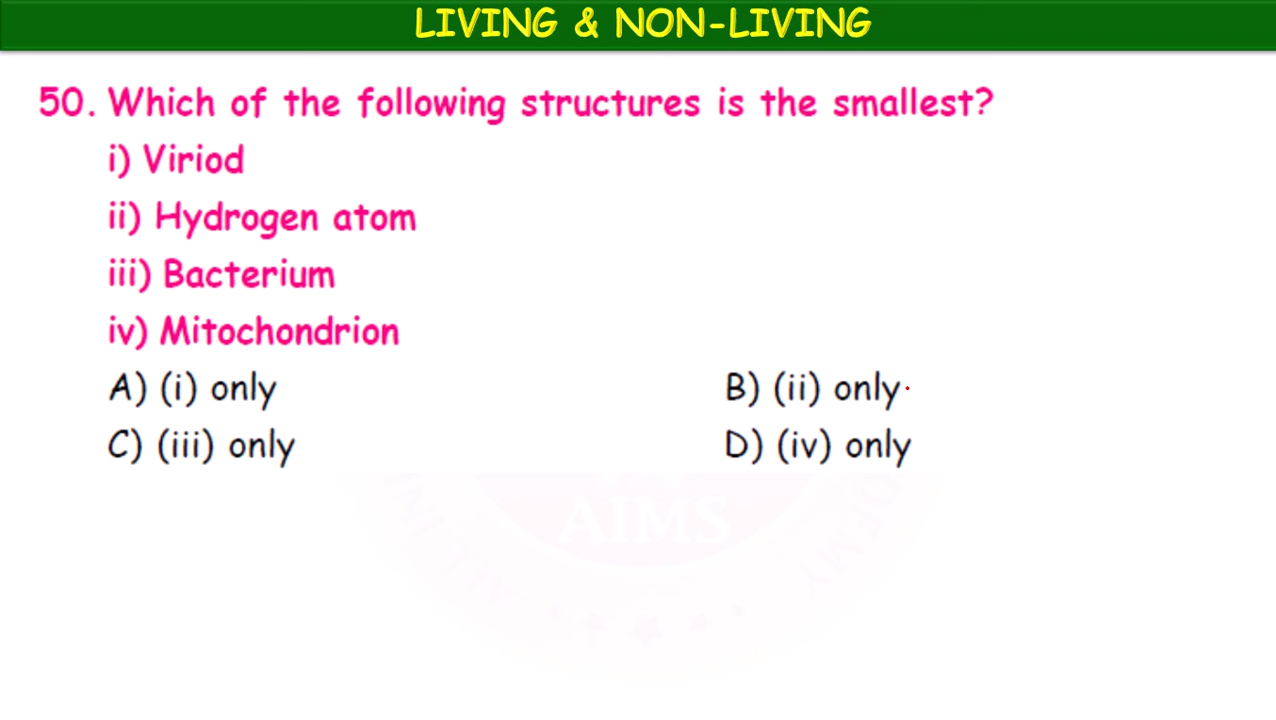 LIVING & NON-LIVING
50. Which of the following structures is the smallest?
i) Viriod
ii) Hydrogen atom
iii) Bacterium
iv) Mitochondrion
A) (i) only B) (ii) only
C) (iii) only D) (iv) only
AIMS